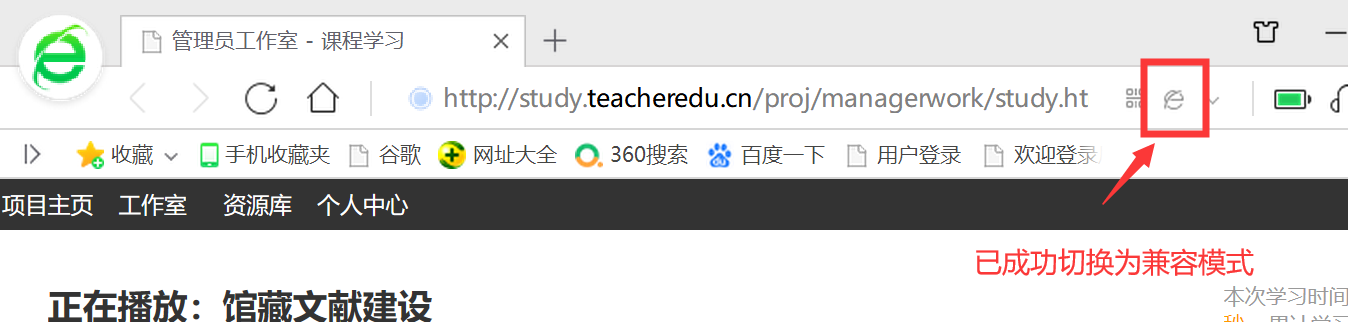 管理员工作室 - 课程学习
http://study.teacheredu.cn/proj/managerwork/study.ht
收藏 手机收藏夹 谷歌 网址大全 360搜索 百度一下 用户登录 欢迎登录
项目主页 工作室 资源库 个人中心
已成功切换为兼容模式
正在播放：馆藏文献建设
本次学习时间